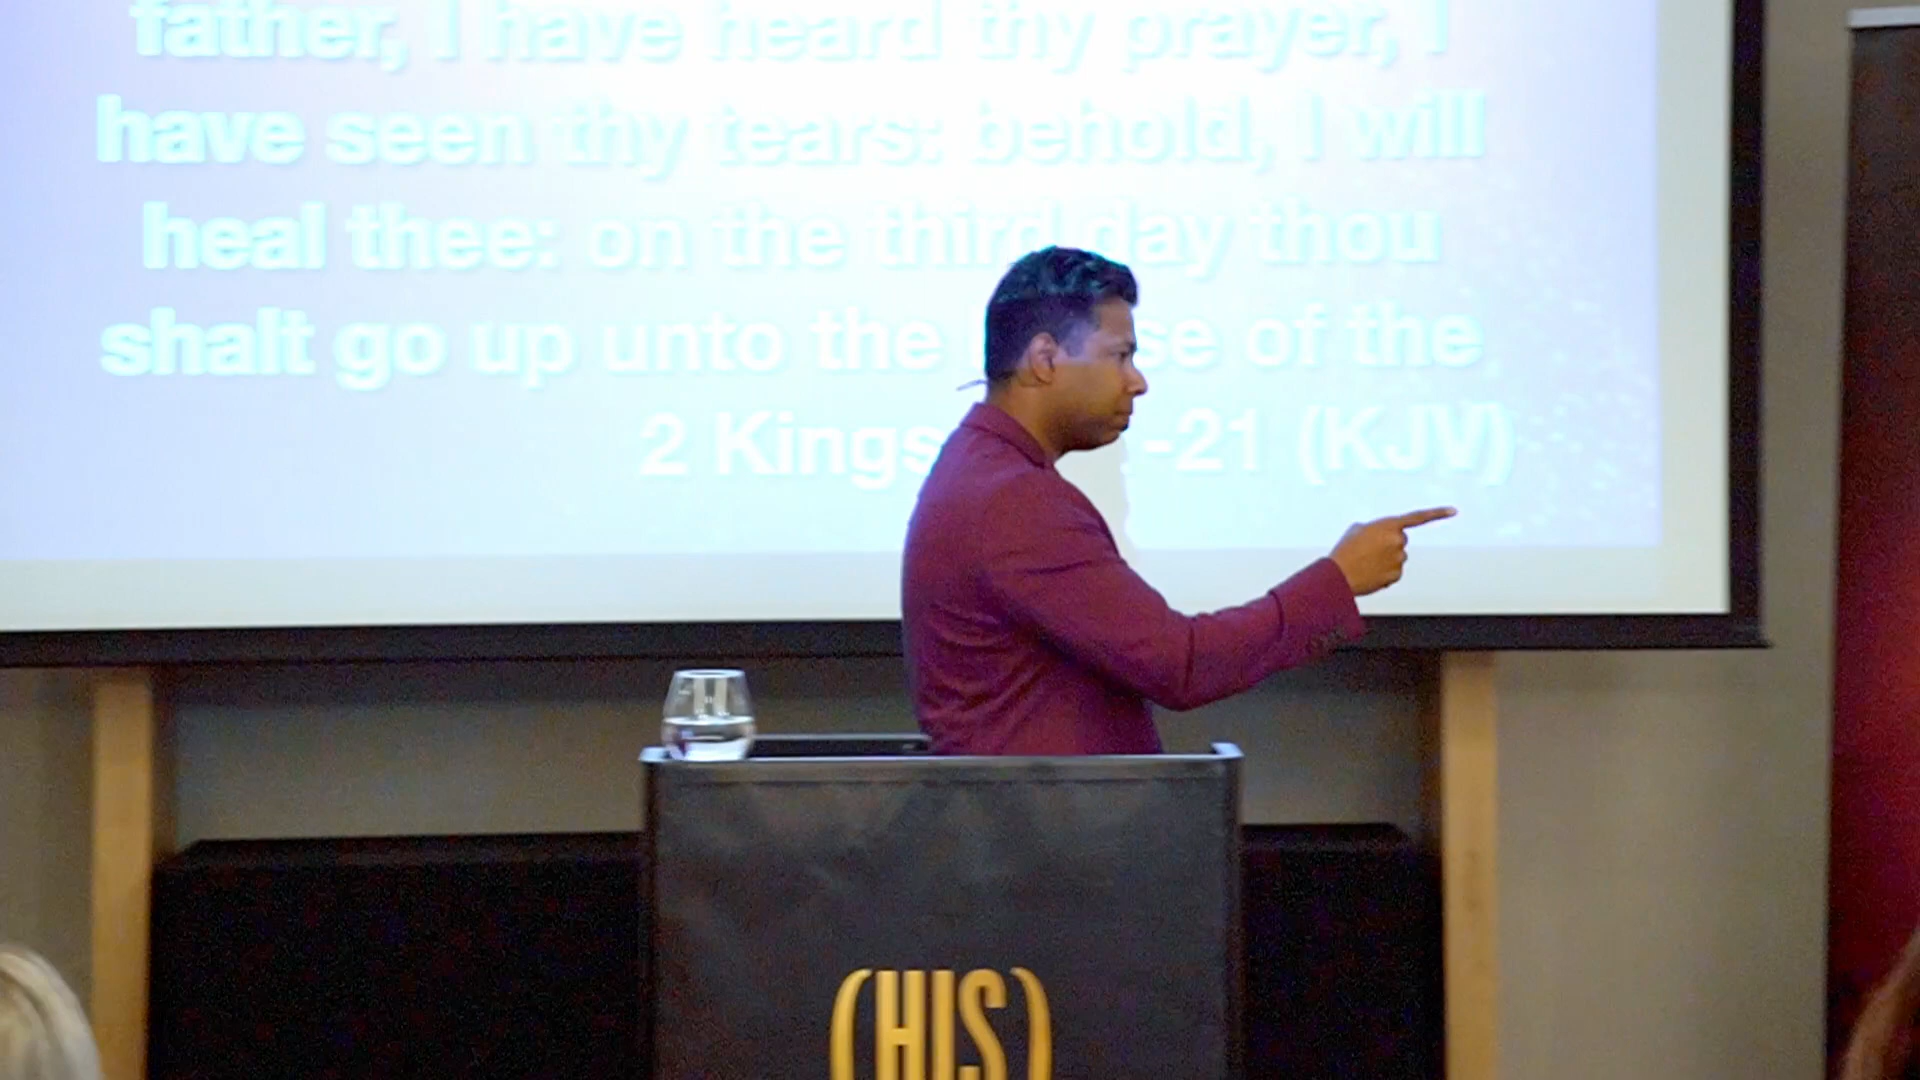 father, I have heard thy prayer, I
have seen thy tears: behold, I will
heal thee: on the third day thou
shalt go up unto the se of the
2 Kings -21 (KJV)
(HIS)